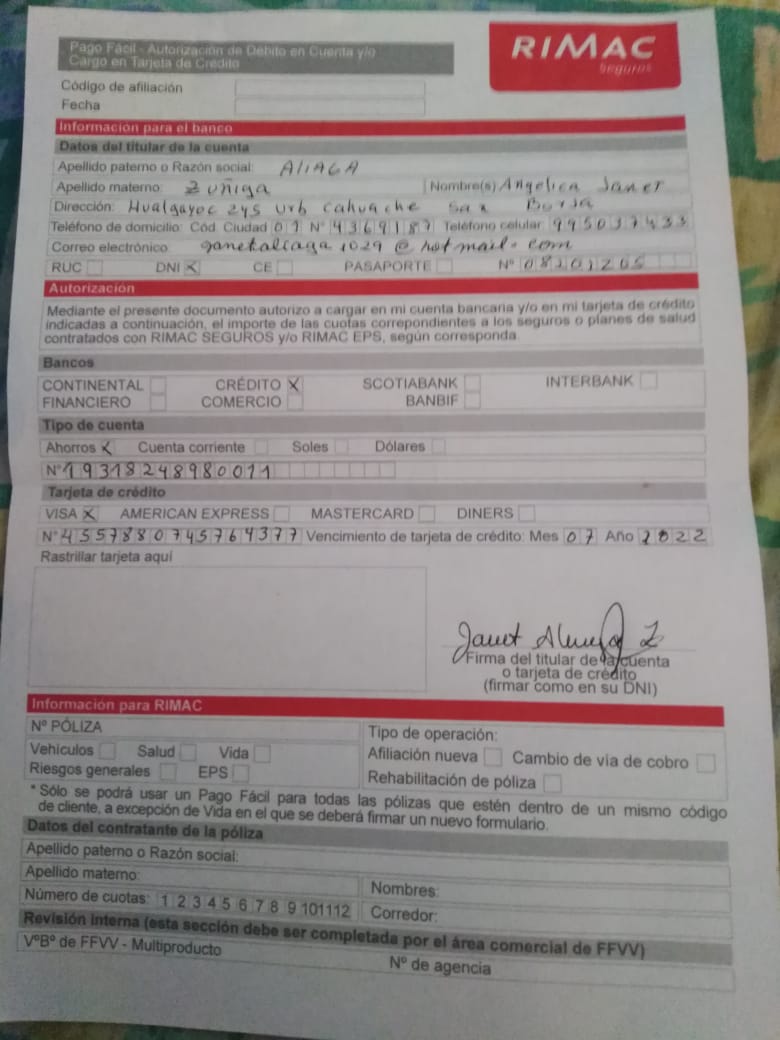 Pago Fácil - Autorización de Débito en Cuenta y/o
Cargo en Tarjeta de Crédito
RIMAC
Seguros
Código de afiliación
Fecha
Información para el banco
Datos del titular de la cuenta
Apellido paterno o Razón social: AliAGA
Apellido materno: Zuñiga Nombre(s) Angelica Janet
Dirección: Hualgayoc 245 Urb Cahuache San Borja
Teléfono de domicilio: Cód. Ciudad 01 Nº 4369187 Teléfono celular 995037433
Correo electrónico: janetaliaga1029@hotmail.com
RUC DNI X CE PASAPORTE Nº 08201265
Autorización
Mediante el presente documento autorizo a cargar en mi cuenta bancaria y/o en mi tarjeta de crédito
indicadas a continuación, el importe de las cuotas correpondientes a los seguros o planes de salud
contratados con RIMAC SEGUROS y/o RIMAC EPS, según corresponda.
Bancos
CONTINENTAL CRÉDITO X SCOTIABANK INTERBANK
FINANCIERO COMERCIO BANBIF
Tipo de cuenta
Ahorros X Cuenta corriente Soles Dólares
Nº 19318248980011
Tarjeta de crédito
VISA X AMERICAN EXPRESS MASTERCARD DINERS
Nº 4557880745764377 Vencimiento de tarjeta de crédito: Mes 07 Año 2022
Rastrillar tarjeta aquí
Janet Aliaga Z
Firma del titular de la cuenta
o tarjeta de crédito
(firmar como en su DNI)
Información para RIMAC
Nº PÓLIZA Tipo de operación:
Vehículos Salud Vida Afiliación nueva Cambio de vía de cobro
Riesgos generales EPS Rehabilitación de póliza
* Sólo se podrá usar un Pago Fácil para todas las pólizas que estén dentro de un mismo código
de cliente, a excepción de Vida en el que se deberá firmar un nuevo formulario.
Datos del contratante de la póliza
Apellido paterno o Razón social:
Apellido materno: Nombres:
Número de cuotas: 1 2 3 4 5 6 7 8 9 10 11 12 Corredor:
Revisión interna (esta sección debe ser completada por el área comercial de FFVV)
VºBº de FFVV - Multiproducto Nº de agencia